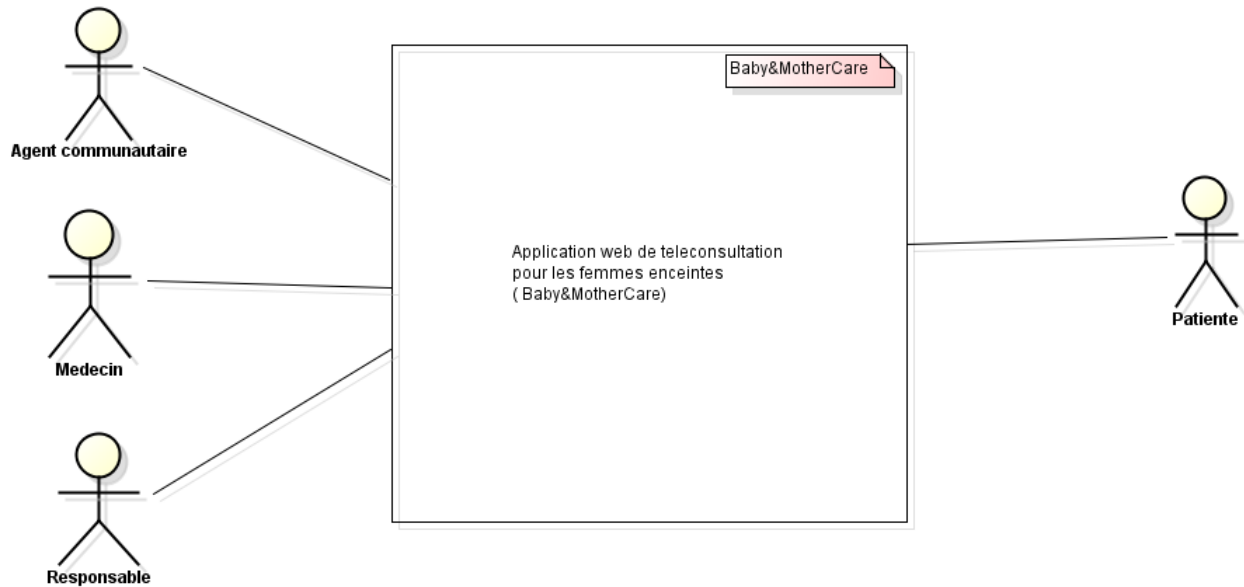 Baby&MotherCare
Agent communautaire
Application web de teleconsultation
pour les femmes enceintes
( Baby&MotherCare)
Patiente
Medecin
Responsable